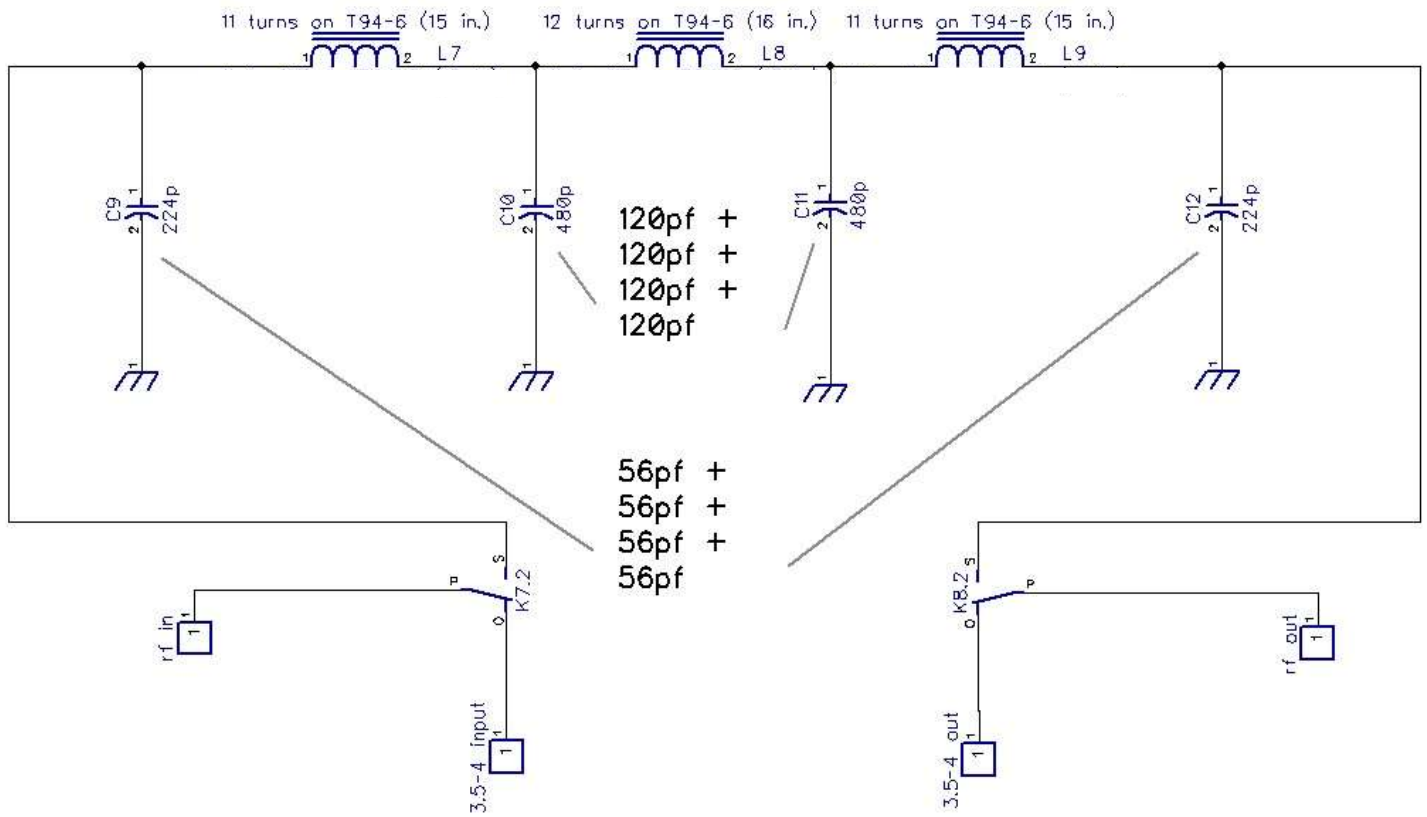 11 turns on T94-6 (15 in.)
12 turns on T94-6 (16 in.)
11 turns on T94-6 (15 in.)
1
2
L7
1
2
L8
1
2
L9
1
C9
224p
2
1
1
C10
480p
2
1
120pf +
120pf +
120pf +
120pf
1
C11
480p
2
1
1
C12
224p
2
1
56pf +
56pf +
56pf +
56pf
S
P
K7.2
O
rf in
1
1
3.5-4 input
1
1
S
P
K8.2
O
rf out
1
1
3.5-4 out
1
1